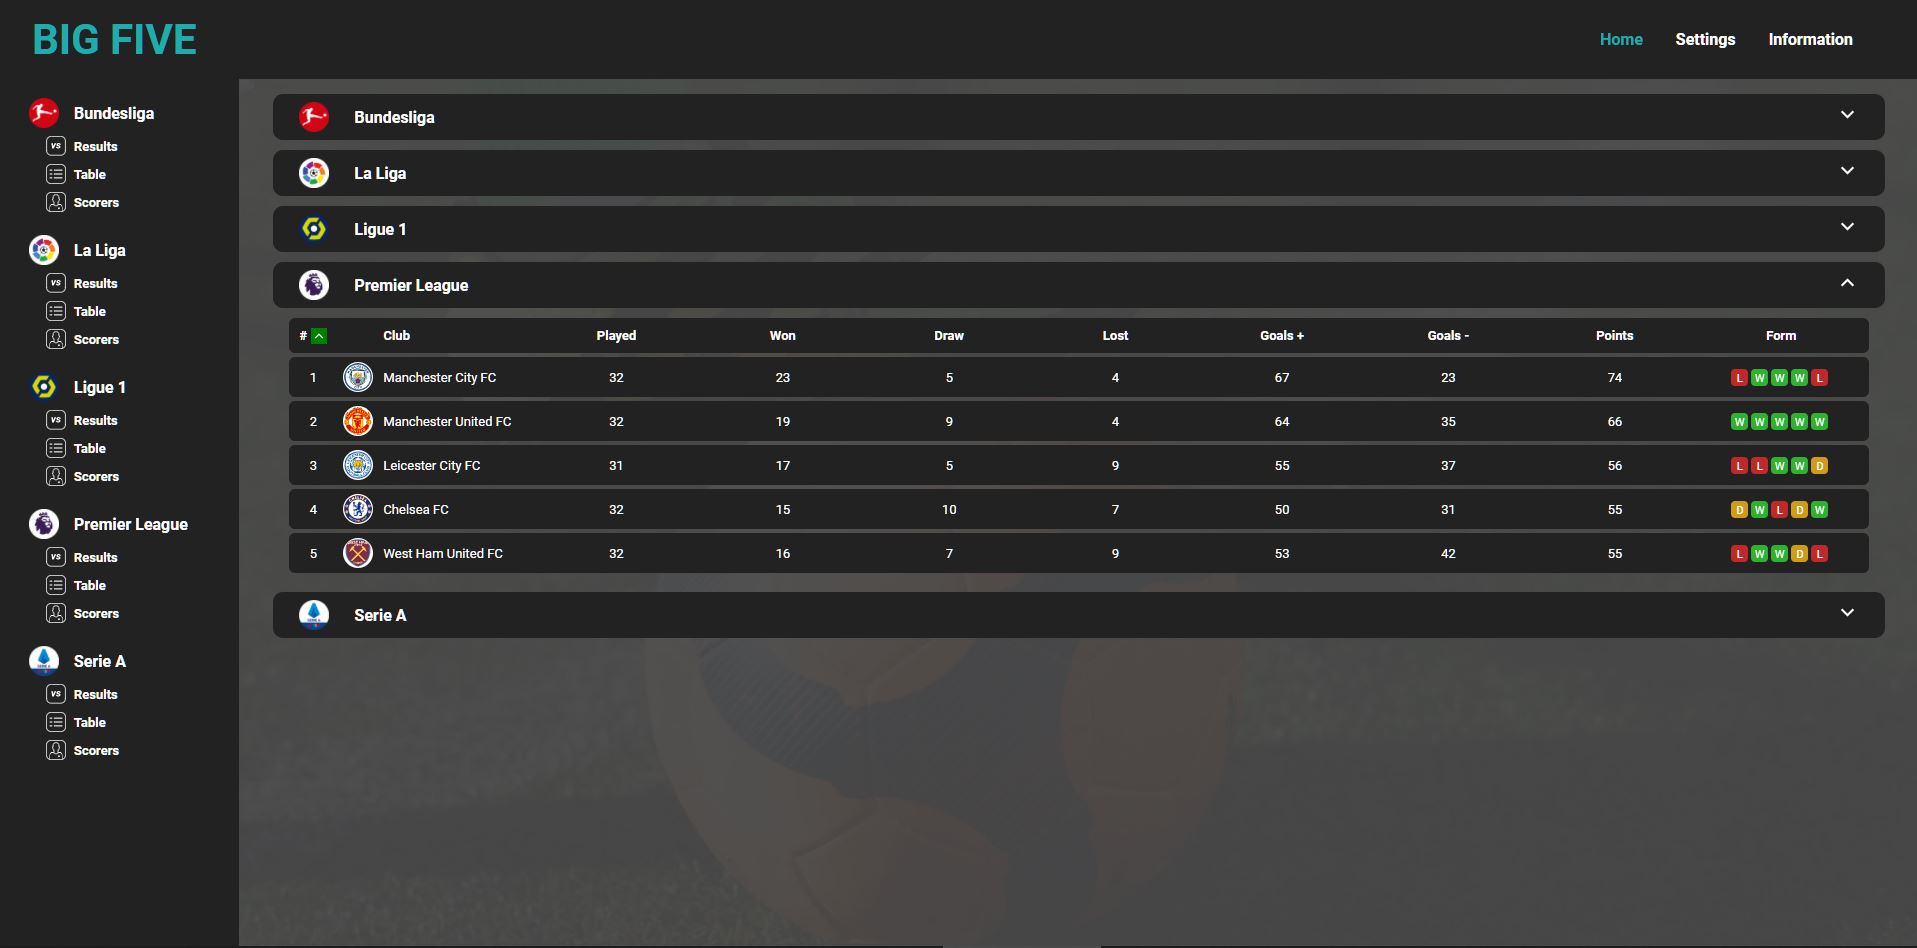 BIG FIVE
Home Settings Information
Bundesliga
vs Results
Table
Scorers
La Liga
vs Results
Table
Scorers
Ligue 1
vs Results
Table
Scorers
Premier League
vs Results
Table
Scorers
Serie A
vs Results
Table
Scorers
Bundesliga
La Liga
Ligue 1
Premier League
# Club Played Won Draw Lost Goals + Goals - Points Form
1 Manchester City FC 32 23 5 4 67 23 74 L W W W L
2 Manchester United FC 32 19 9 4 64 35 66 W W W W W
3 Leicester City FC 31 17 5 9 55 37 56 L L W W D
4 Chelsea FC 32 15 10 7 50 31 55 D W L D W
5 West Ham United FC 32 16 7 9 53 42 55 L W W D L
Serie A